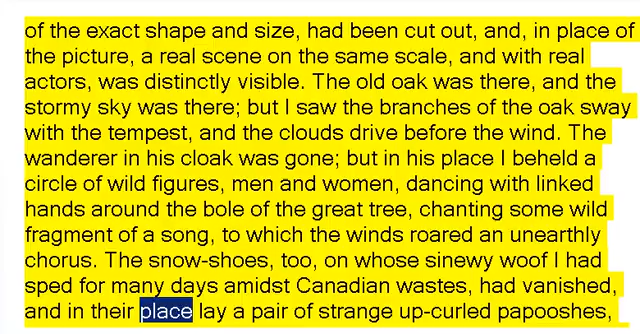 of the exact shape and size, had been cut out, and, in place of
the picture, a real scene on the same scale, and with real
actors, was distinctly visible. The old oak was there, and the
stormy sky was there; but I saw the branches of the oak sway
with the tempest, and the clouds drive before the wind. The
wanderer in his cloak was gone; but in his place I beheld a
circle of wild figures, men and women, dancing with linked
hands around the bole of the great tree, chanting some wild
fragment of a song, to which the winds roared an unearthly
chorus. The snow-shoes, too, on whose sinewy woof I had
sped for many days amidst Canadian wastes, had vanished,
and in their place lay a pair of strange up-curled papooshes,